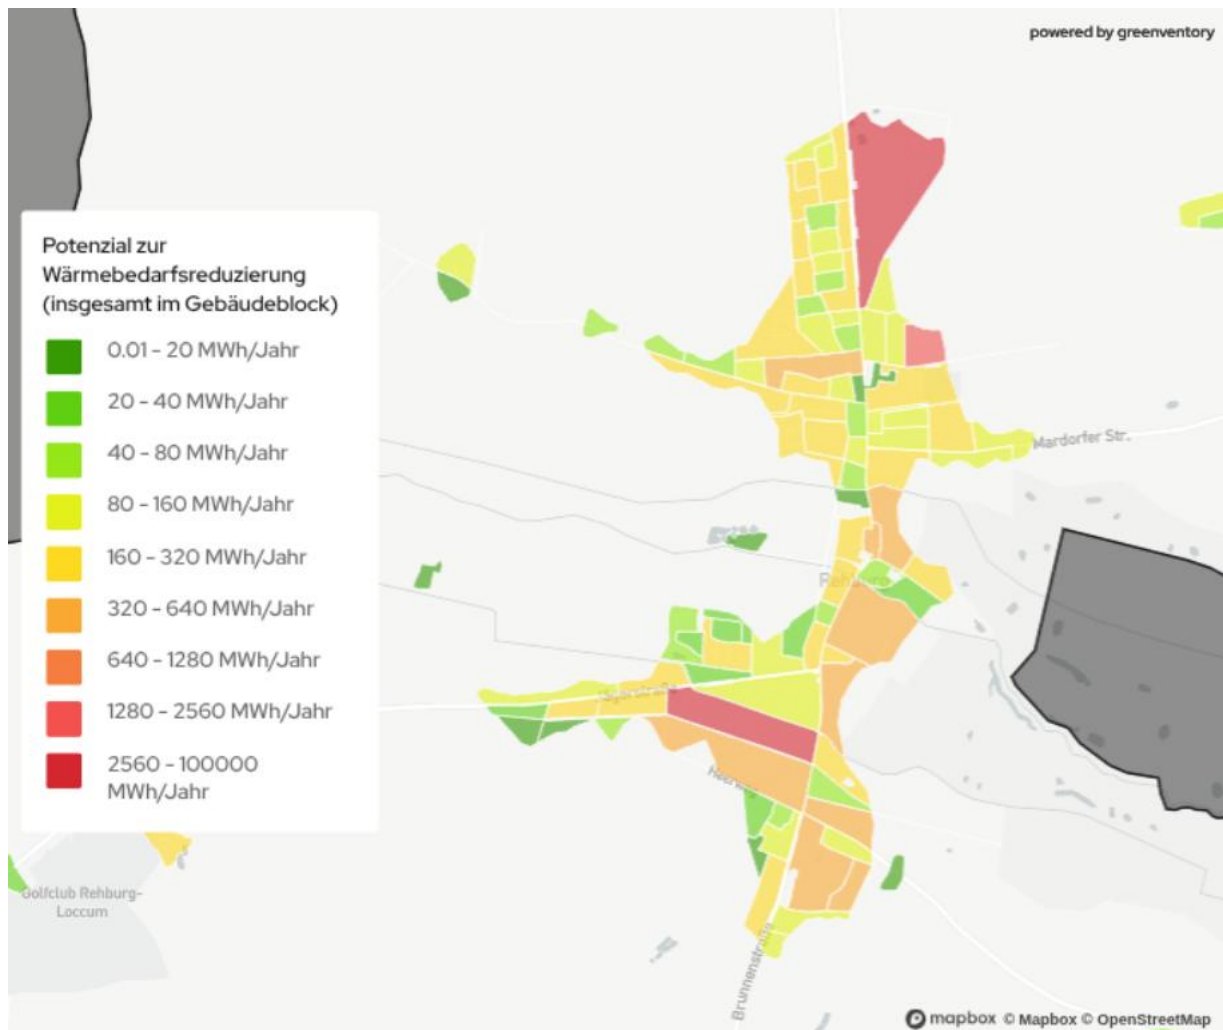 powered by greenventory
Potenzial zur
Wärmebedarfsreduzierung
(insgesamt im Gebäudeblock)
0.01 - 20 MWh/Jahr
20 - 40 MWh/Jahr
40 - 80 MWh/Jahr
80 - 160 MWh/Jahr
160 - 320 MWh/Jahr
320 - 640 MWh/Jahr
640 - 1280 MWh/Jahr
1280 - 2560 MWh/Jahr
2560 - 100000
MWh/Jahr
Mardorfer Str.
Rehburg
Golfclub Rehburg-
Loccum
Brunnenstraße
mapbox © Mapbox © OpenStreetMap